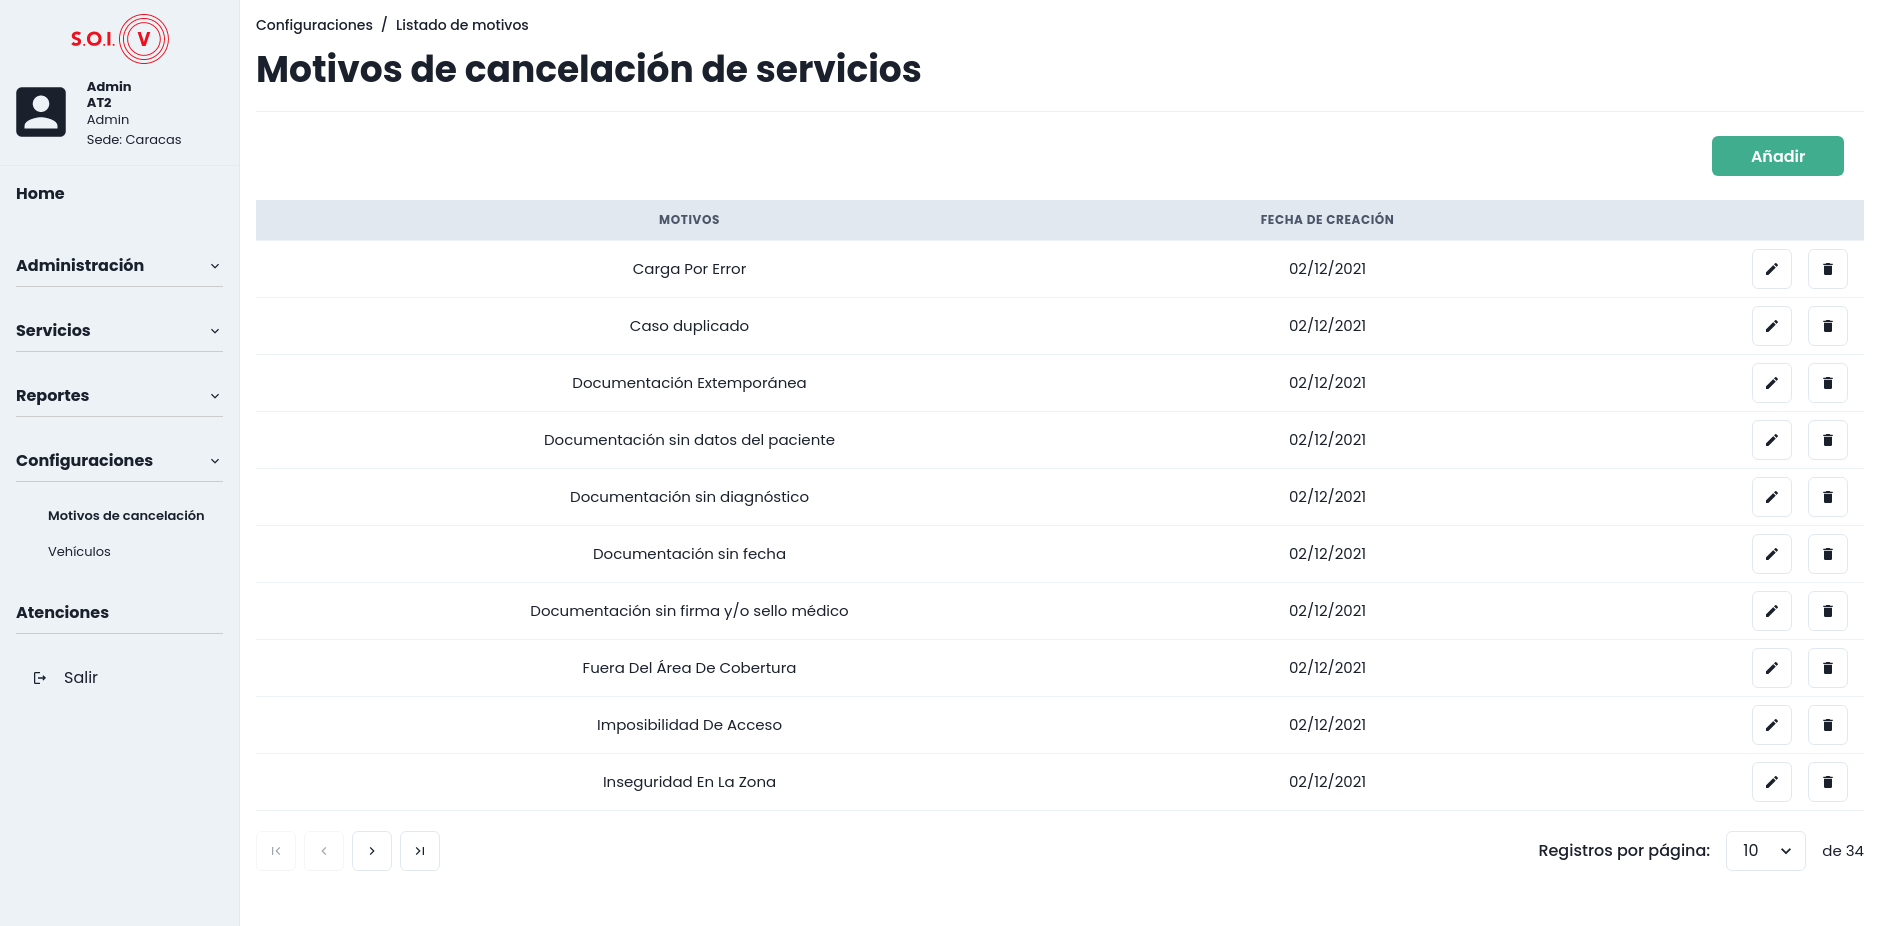 S.O.I. V
Admin
AT2
Admin
Sede: Caracas
Home
Administración
Servicios
Reportes
Configuraciones
Motivos de cancelación
Vehículos
Atenciones
Salir
Configuraciones / Listado de motivos
Motivos de cancelación de servicios
Añadir
MOTIVOS FECHA DE CREACIÓN
Carga Por Error 02/12/2021
Caso duplicado 02/12/2021
Documentación Extemporánea 02/12/2021
Documentación sin datos del paciente 02/12/2021
Documentación sin diagnóstico 02/12/2021
Documentación sin fecha 02/12/2021
Documentación sin firma y/o sello médico 02/12/2021
Fuera Del Área De Cobertura 02/12/2021
Imposibilidad De Acceso 02/12/2021
Inseguridad En La Zona 02/12/2021
Registros por página: 10 de 34